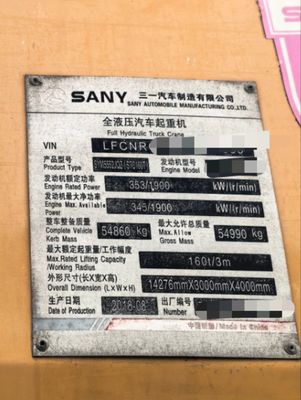 SANY 三一汽车制造有限公司
SANY AUTOMOBILE MANUFACTURING CO.,LTD.
全液压汽车起重机
Full Hydraulic Truck Crane
VIN LFCNR
产品型号 Product Type 发动机型号 Engine Model
发动机额定功率 Engine Rated Power 353/1900 kW/(r/min)
发动机最大净功率 Engine Max. Available Power 345/1900 kW/(r/min)
整车整备质量 Complete Vehicle Kerb Mass 54860 kg 最大允许总质量 Max. Allow Gross Mass 54990 kg
最大额定起重量/工作幅度 Max.Rated Lifting Capacity /Working Radius 160t/3m
外形尺寸(长X宽X高) Overall Dimension (L×W×H) 14276mmX3000mmX4000mm
生产日期 Date of Production 2018-08 出厂编号
中国制造/Made in China